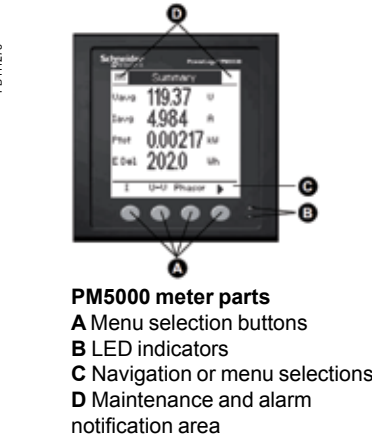 D
Schneider
Summary
Vavg 119.37 V
Iavg 4.984 A
Ptot 0.00217 kW
E Del 202.0 Wh
I U-V Phasor
C
B
A
PM5000 meter parts
A Menu selection buttons
B LED indicators
C Navigation or menu selections
D Maintenance and alarm
notification area